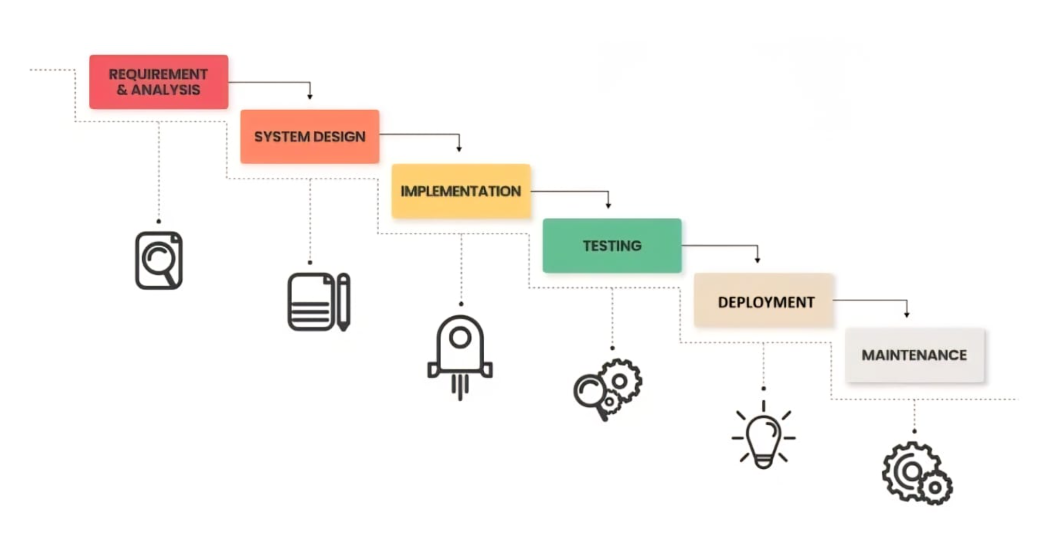 REQUIREMENT
& ANALYSIS
SYSTEM DESIGN
IMPLEMENTATION
TESTING
DEPLOYMENT
MAINTENANCE